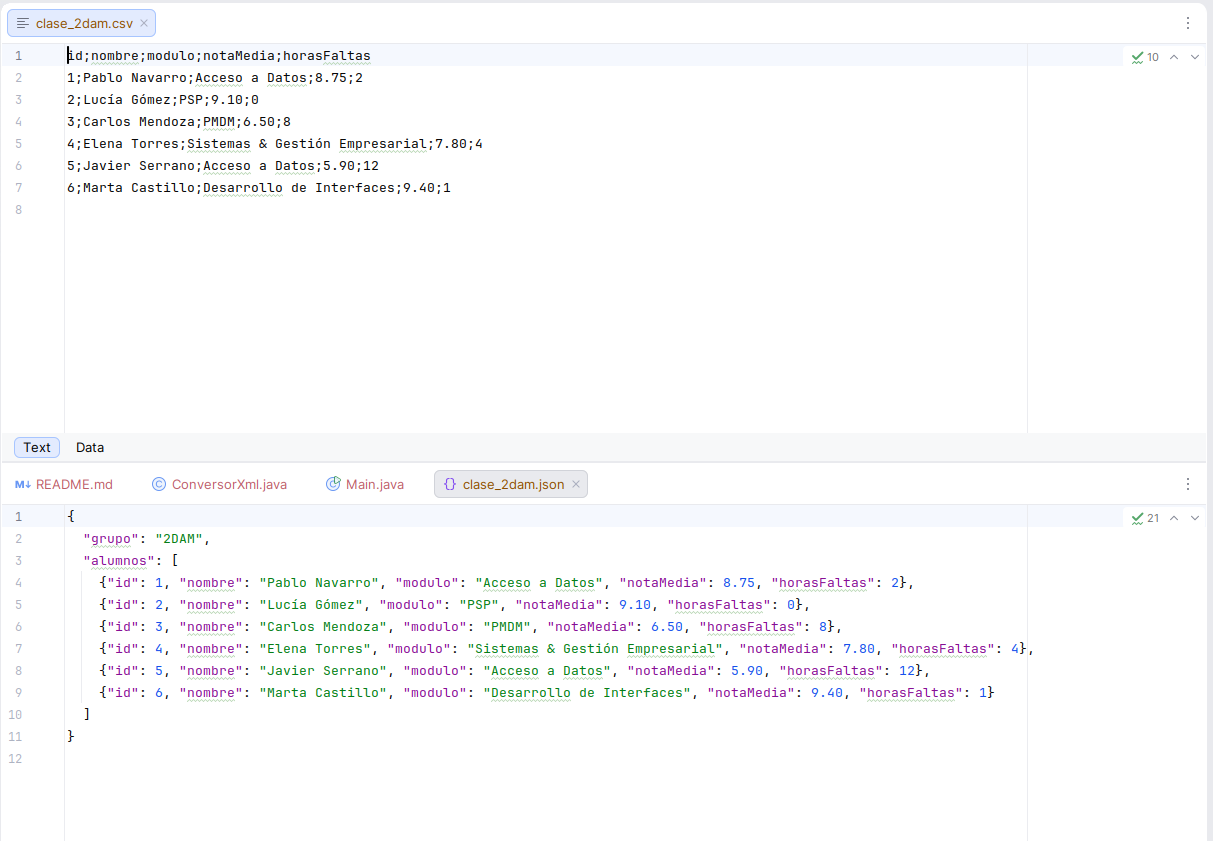 clase_2dam.csv
10
1 id;nombre;modulo;notaMedia;horasFaltas
2 1;Pablo Navarro;Acceso a Datos;8.75;2
3 2;Lucía Gómez;PSP;9.10;0
4 3;Carlos Mendoza;PMDM;6.50;8
5 4;Elena Torres;Sistemas & Gestión Empresarial;7.80;4
6 5;Javier Serrano;Acceso a Datos;5.90;12
7 6;Marta Castillo;Desarrollo de Interfaces;9.40;1
8
Text Data
M↓ README.md © ConversorXml.java © Main.java {} clase_2dam.json
21
1 {
2   "grupo": "2DAM",
3   "alumnos": [
4     {"id": 1, "nombre": "Pablo Navarro", "modulo": "Acceso a Datos", "notaMedia": 8.75, "horasFaltas": 2},
5     {"id": 2, "nombre": "Lucía Gómez", "modulo": "PSP", "notaMedia": 9.10, "horasFaltas": 0},
6     {"id": 3, "nombre": "Carlos Mendoza", "modulo": "PMDM", "notaMedia": 6.50, "horasFaltas": 8},
7     {"id": 4, "nombre": "Elena Torres", "modulo": "Sistemas & Gestión Empresarial", "notaMedia": 7.80, "horasFaltas": 4},
8     {"id": 5, "nombre": "Javier Serrano", "modulo": "Acceso a Datos", "notaMedia": 5.90, "horasFaltas": 12},
9     {"id": 6, "nombre": "Marta Castillo", "modulo": "Desarrollo de Interfaces", "notaMedia": 9.40, "horasFaltas": 1}
10   ]
11 }
12